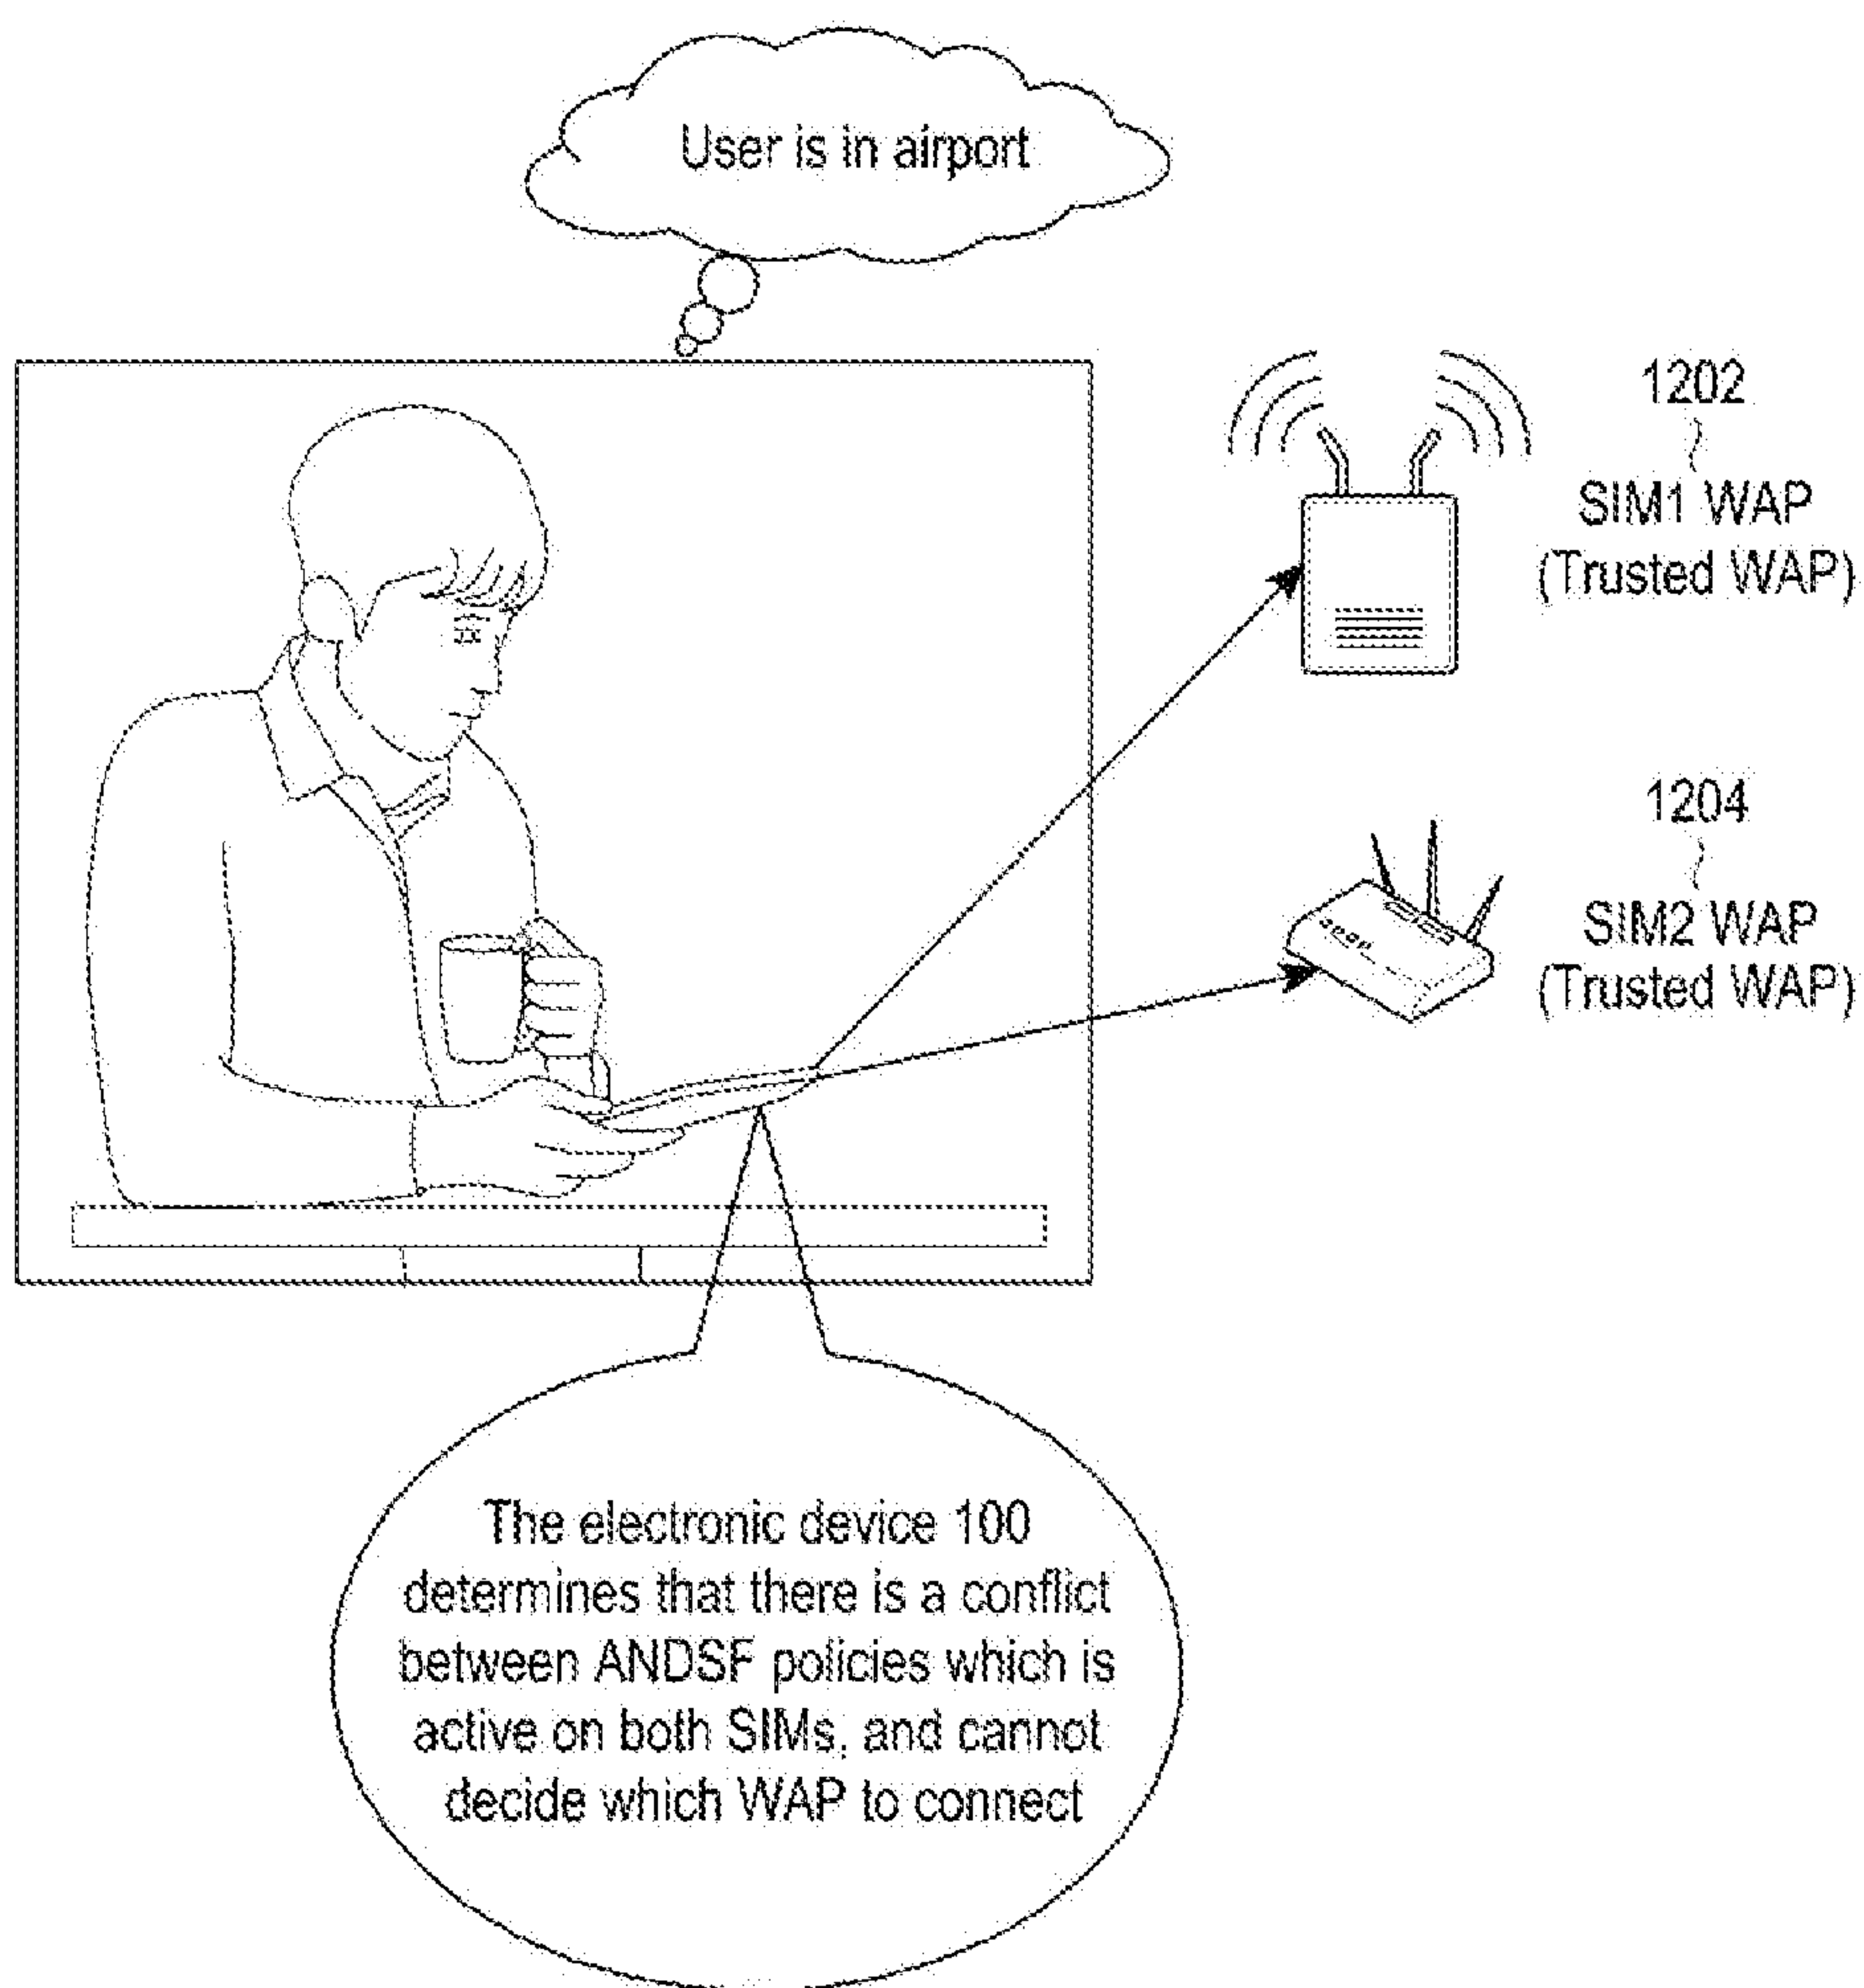 User is in airport
1202
SIM1 WAP
(Trusted WAP)
1204
SIM2 WAP
(Trusted WAP)
The electronic device 100
determines that there is a conflict
between ANDSF policies which is
active on both SIMs, and cannot
decide which WAP to connect